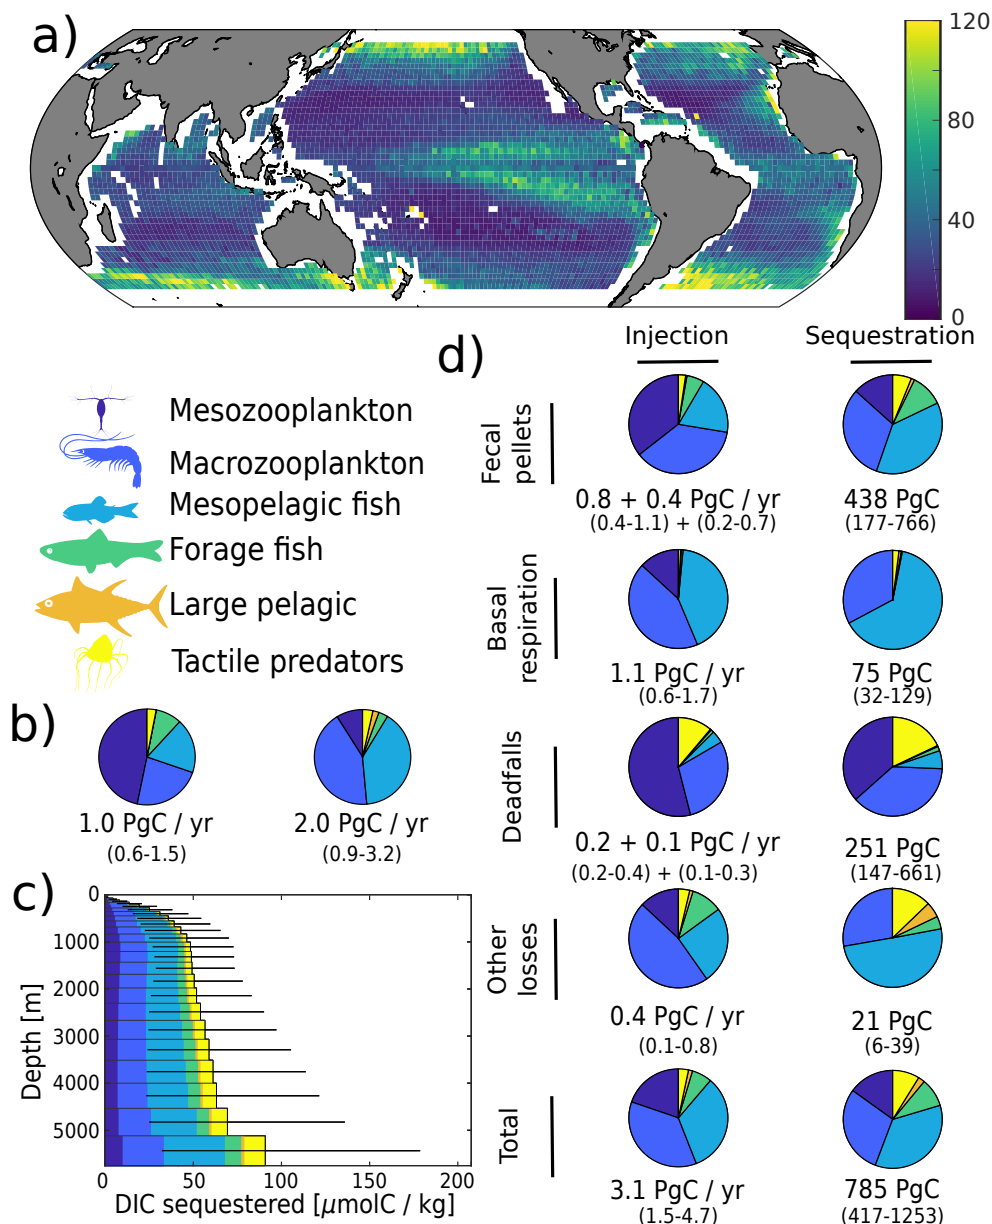 a)
120
80
40
0
Mesozooplankton
Macrozooplankton
Mesopelagic fish
Forage fish
Large pelagic
Tactile predators
b)
1.0 PgC / yr
(0.6-1.5)
2.0 PgC / yr
(0.9-3.2)
c)
0
1000
2000
3000
4000
5000
Depth [m]
0
50
100
150
200
DIC sequestered [μmolC / kg]
d)
Injection
Sequestration
Fecal
pellets
0.8 + 0.4 PgC / yr
(0.4-1.1) + (0.2-0.7)
438 PgC
(177-766)
Basal
respiration
1.1 PgC / yr
(0.6-1.7)
75 PgC
(32-129)
Deadfalls
0.2 + 0.1 PgC / yr
(0.2-0.4) + (0.1-0.3)
251 PgC
(147-661)
Other
losses
0.4 PgC / yr
(0.1-0.8)
21 PgC
(6-39)
Total
3.1 PgC / yr
(1.5-4.7)
785 PgC
(417-1253)